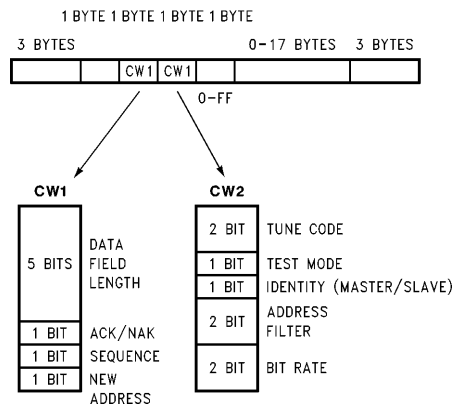 1 BYTE 1 BYTE 1 BYTE 1 BYTE
3 BYTES 0-17 BYTES 3 BYTES
CW1 CW1
0-FF
CW1
5 BITS DATA FIELD LENGTH
1 BIT ACK/NAK
1 BIT SEQUENCE
1 BIT NEW ADDRESS
CW2
2 BIT TUNE CODE
1 BIT TEST MODE
1 BIT IDENTITY (MASTER/SLAVE)
2 BIT ADDRESS FILTER
2 BIT BIT RATE